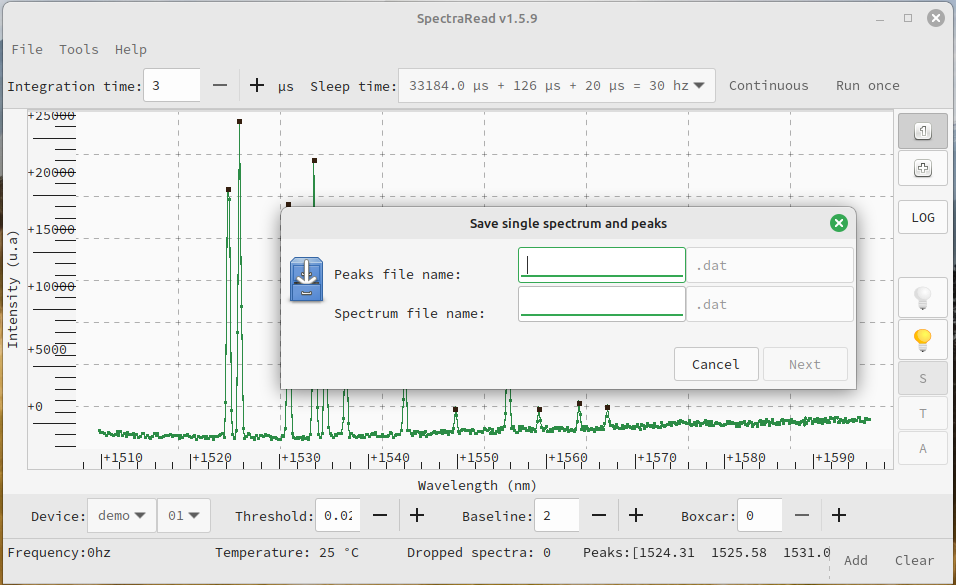 SpectraRead v1.5.9
File Tools Help
Integration time: 3 − + µs Sleep time: 33184.0 µs + 126 µs + 20 µs = 30 hz Continuous Run once
+25000
+20000
+15000
+10000
+5000
+0
Intensity (u.a)
Save single spectrum and peaks
Peaks file name: .dat
Spectrum file name: .dat
Cancel Next
1
LOG
S
T
A
+1510 +1520 +1530 +1540 +1550 +1560 +1570 +1580 +1590
Wavelength (nm)
Device: demo 01 Threshold: 0.02 − + Baseline: 2 − + Boxcar: 0 − +
Frequency:0hz Temperature: 25 °C Dropped spectra: 0 Peaks:[1524.31 1525.58 1531.0 Add Clear